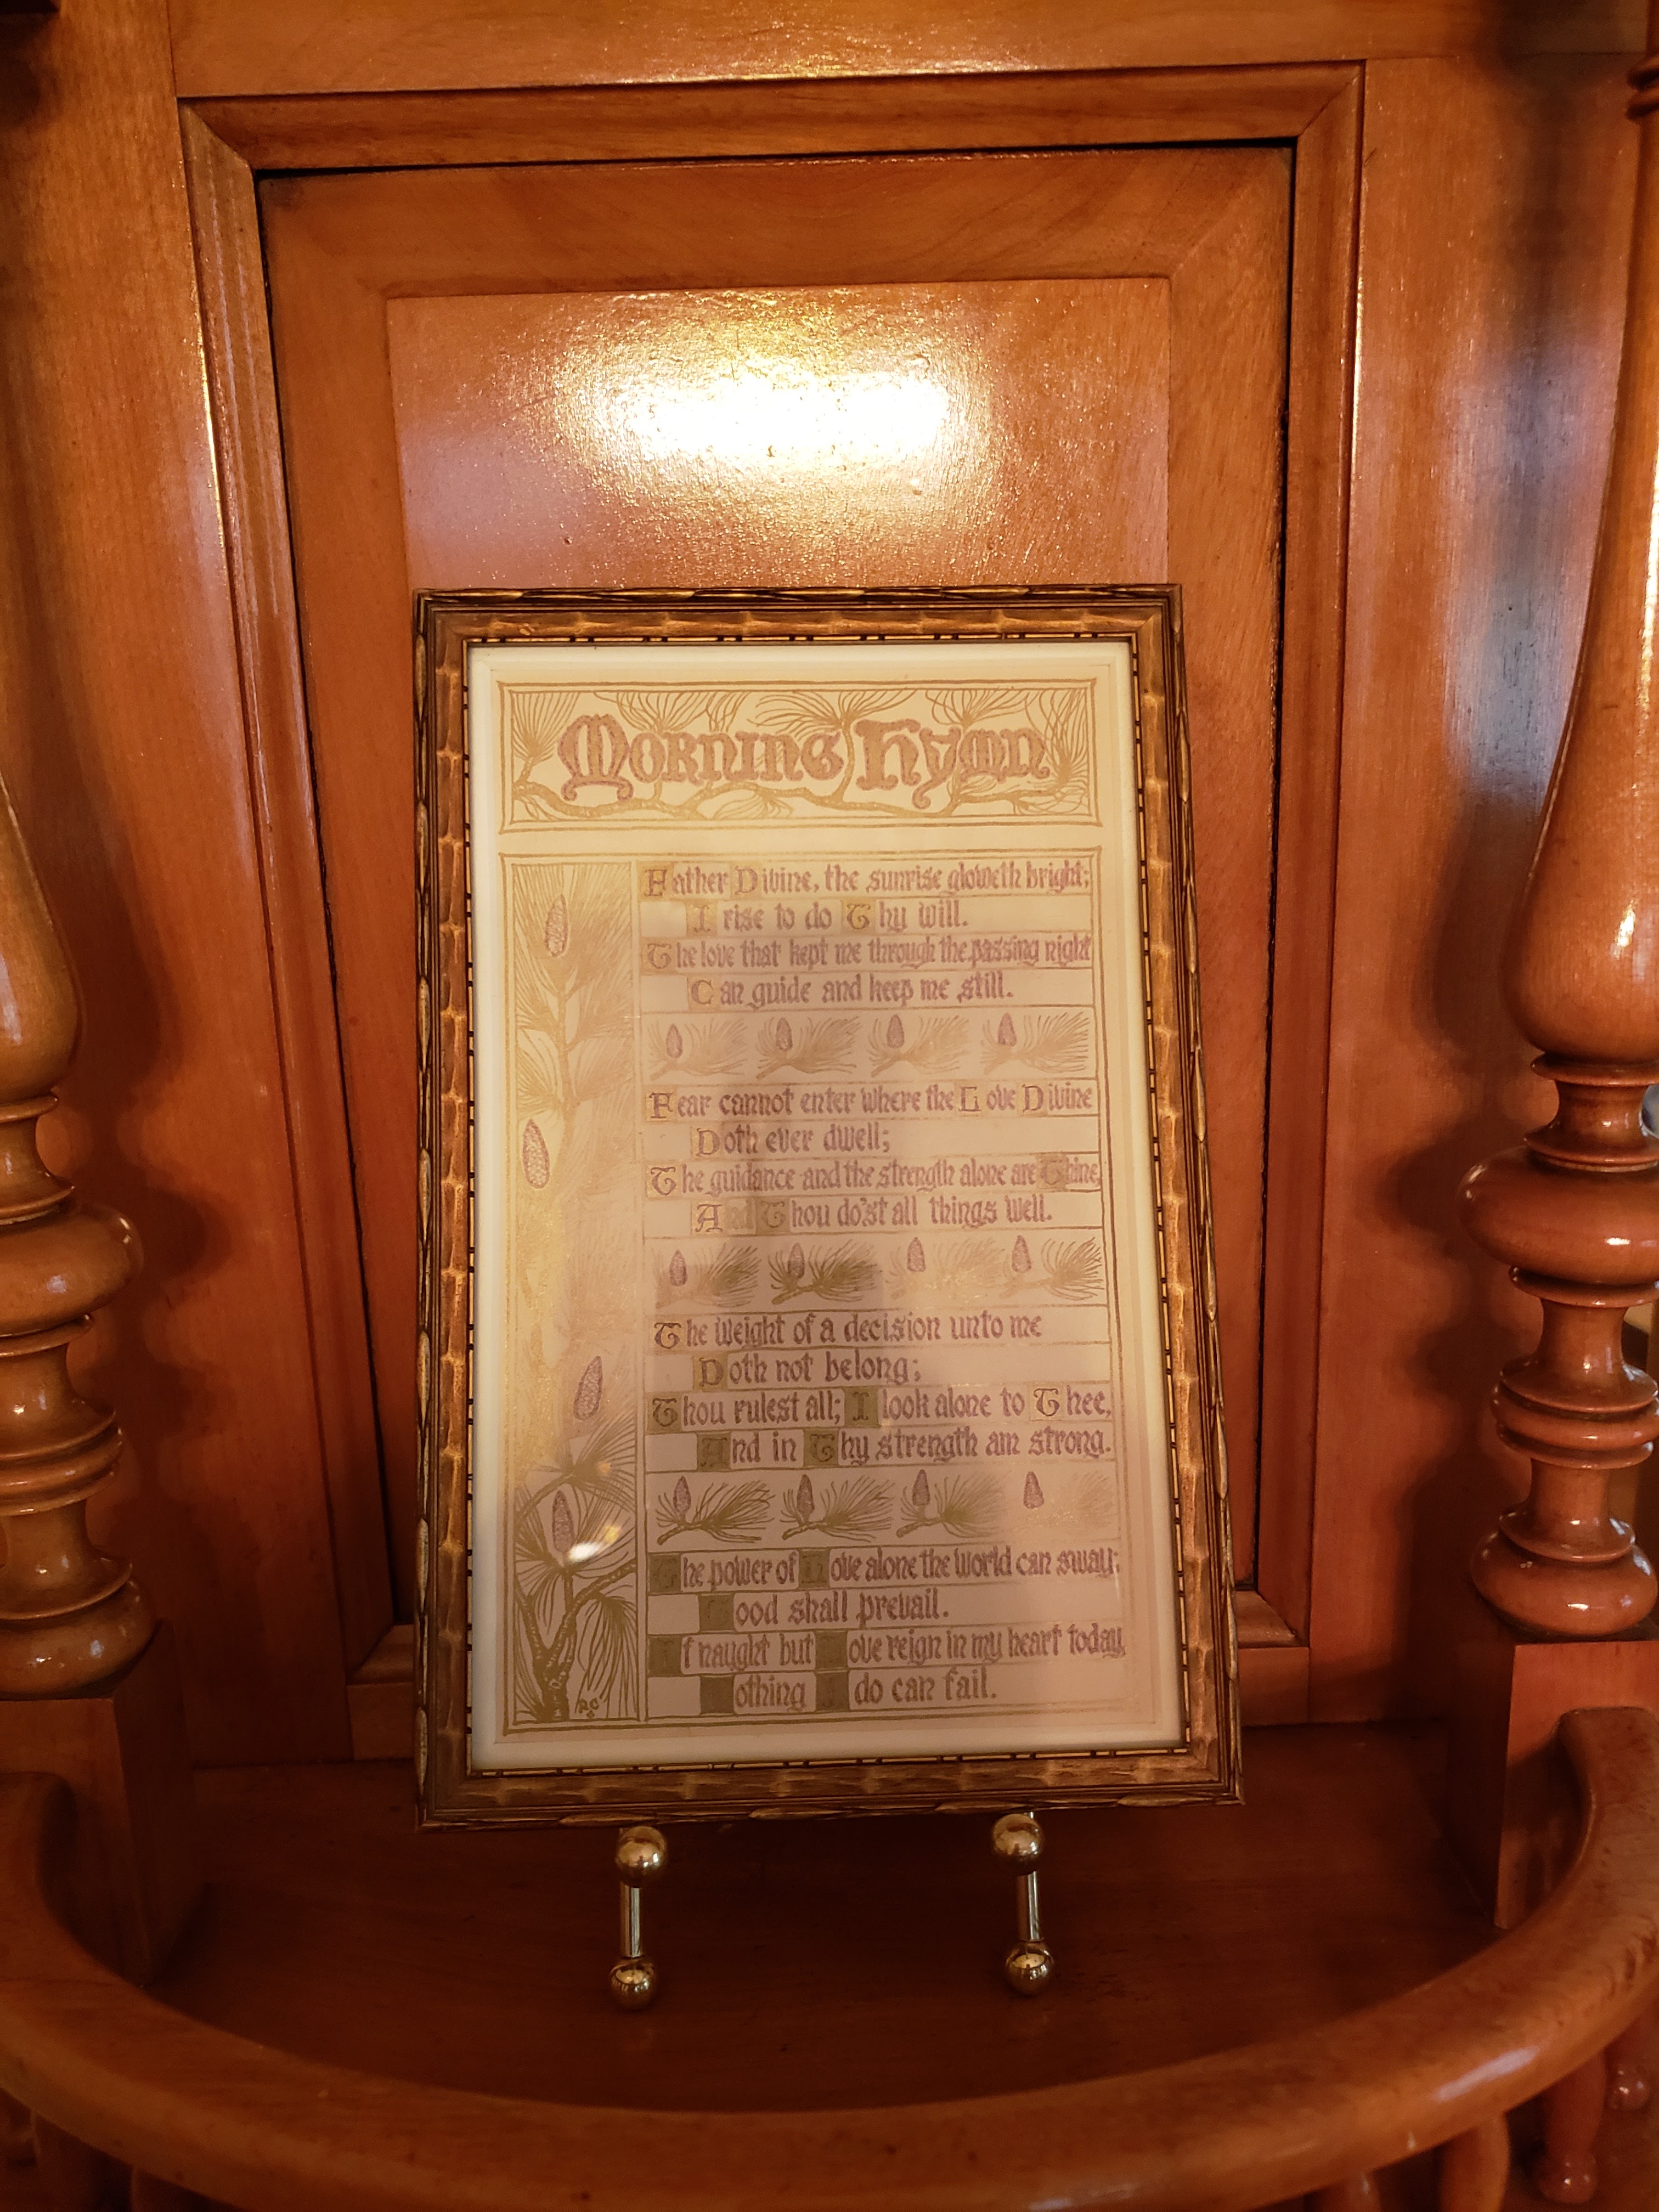 Morning Hymn
Father Divine, the sunrise gloweth bright;
I rise to do Thy will.
The love that kept me through the passing night
Can guide and keep me still.
Fear cannot enter where the Love Divine
Doth ever dwell;
The guidance and the strength alone are Thine,
And Thou do'st all things well.
The weight of a decision unto me
Doth not belong;
Thou rulest all; I look alone to Thee,
And in Thy strength am strong.
The power of Love alone the world can sway;
Good shall prevail.
If naught but Love reign in my heart today,
Nothing I do can fail.